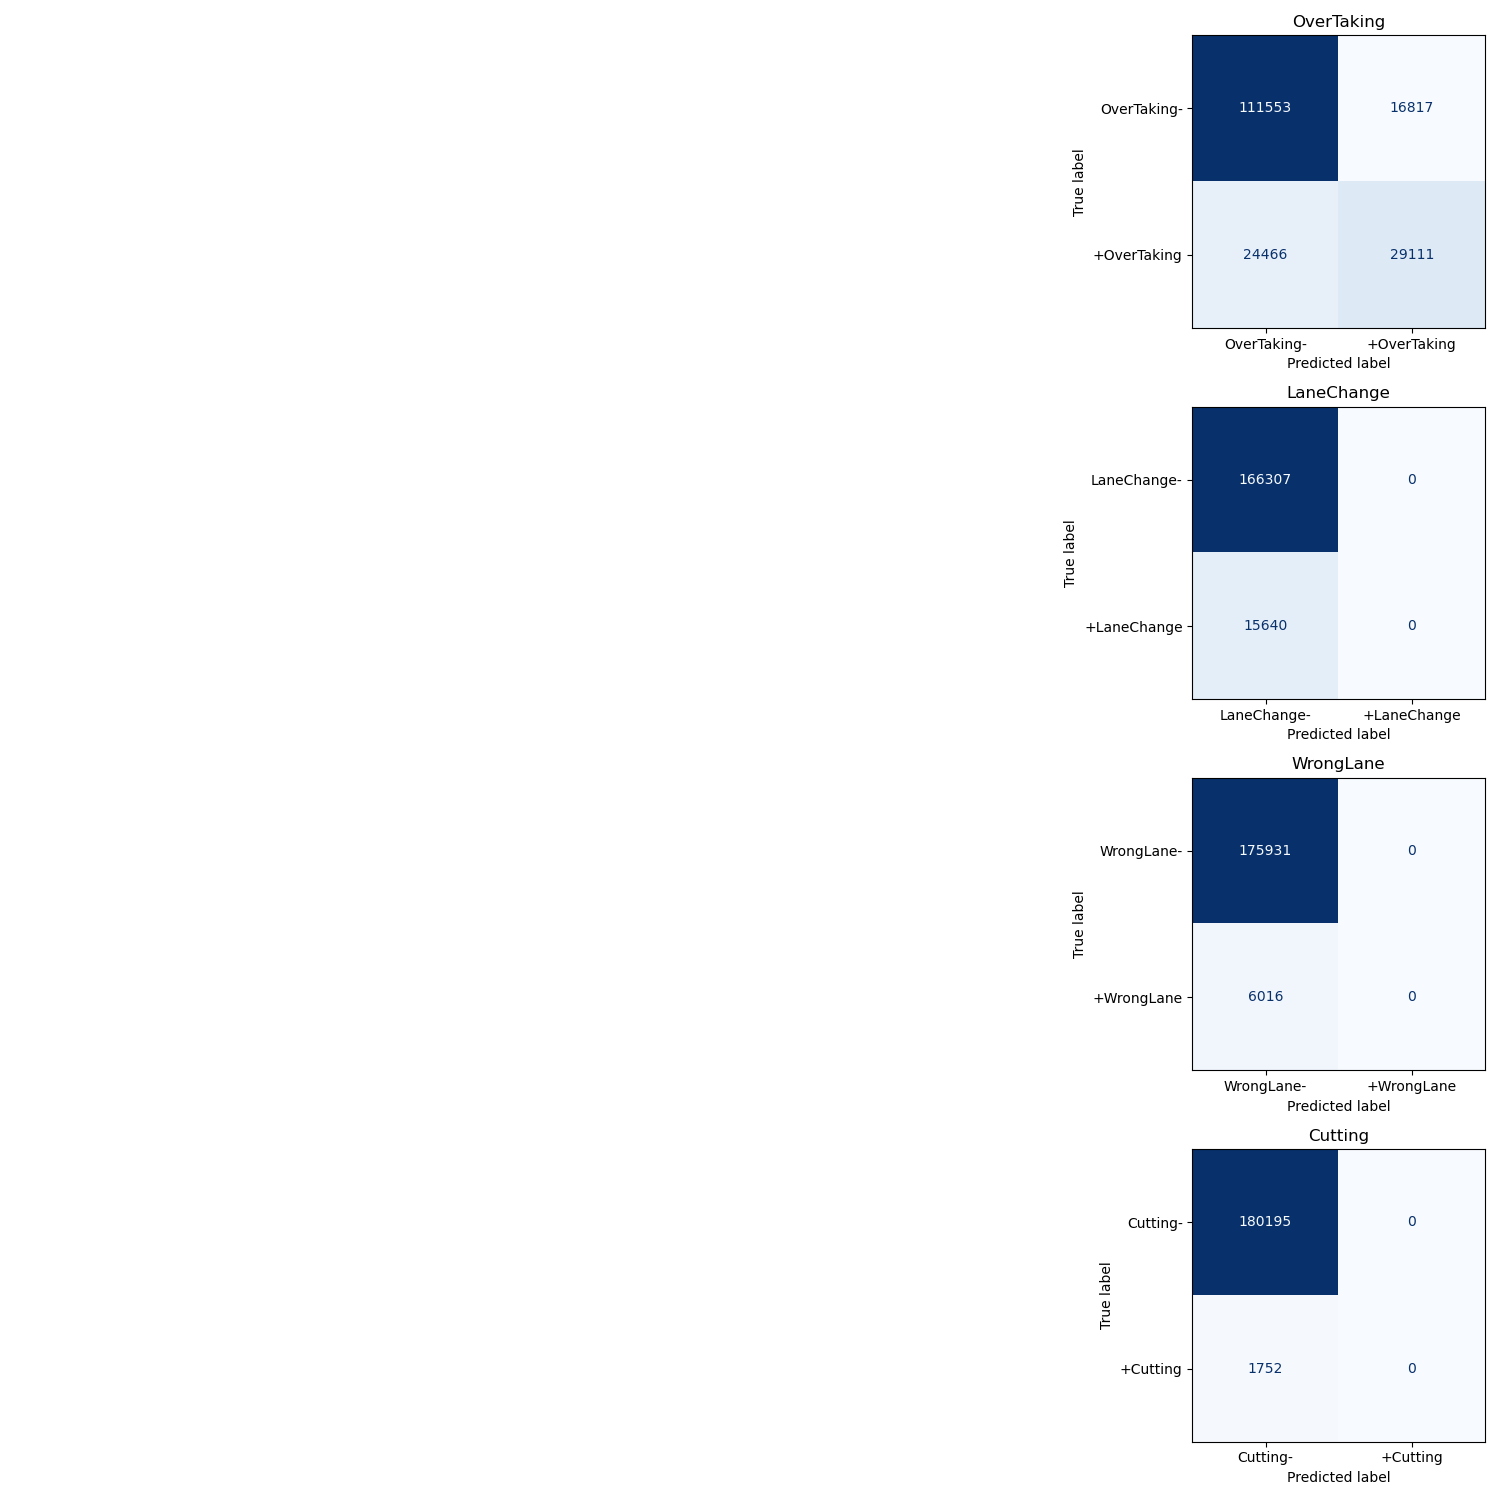 OverTaking
OverTaking-
111553 16817
True label
+OverTaking
24466 29111
OverTaking- +OverTaking
Predicted label
LaneChange
LaneChange-
166307 0
True label
+LaneChange
15640 0
LaneChange- +LaneChange
Predicted label
WrongLane
WrongLane-
175931 0
True label
+WrongLane
6016 0
WrongLane- +WrongLane
Predicted label
Cutting
Cutting-
180195 0
True label
+Cutting
1752 0
Cutting- +Cutting
Predicted label